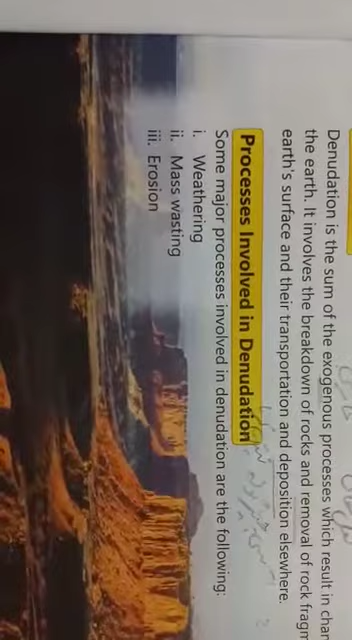 Denudation is the sum of the exogenous processes which result in
the earth. It involves the breakdown of rocks and removal of rock
earth's surface and their transportation and deposition elsewhere.
Processes Involved in Denudation
Some major processes involved in denudation are the following:
i. Weathering
ii. Mass wasting
iii. Erosion